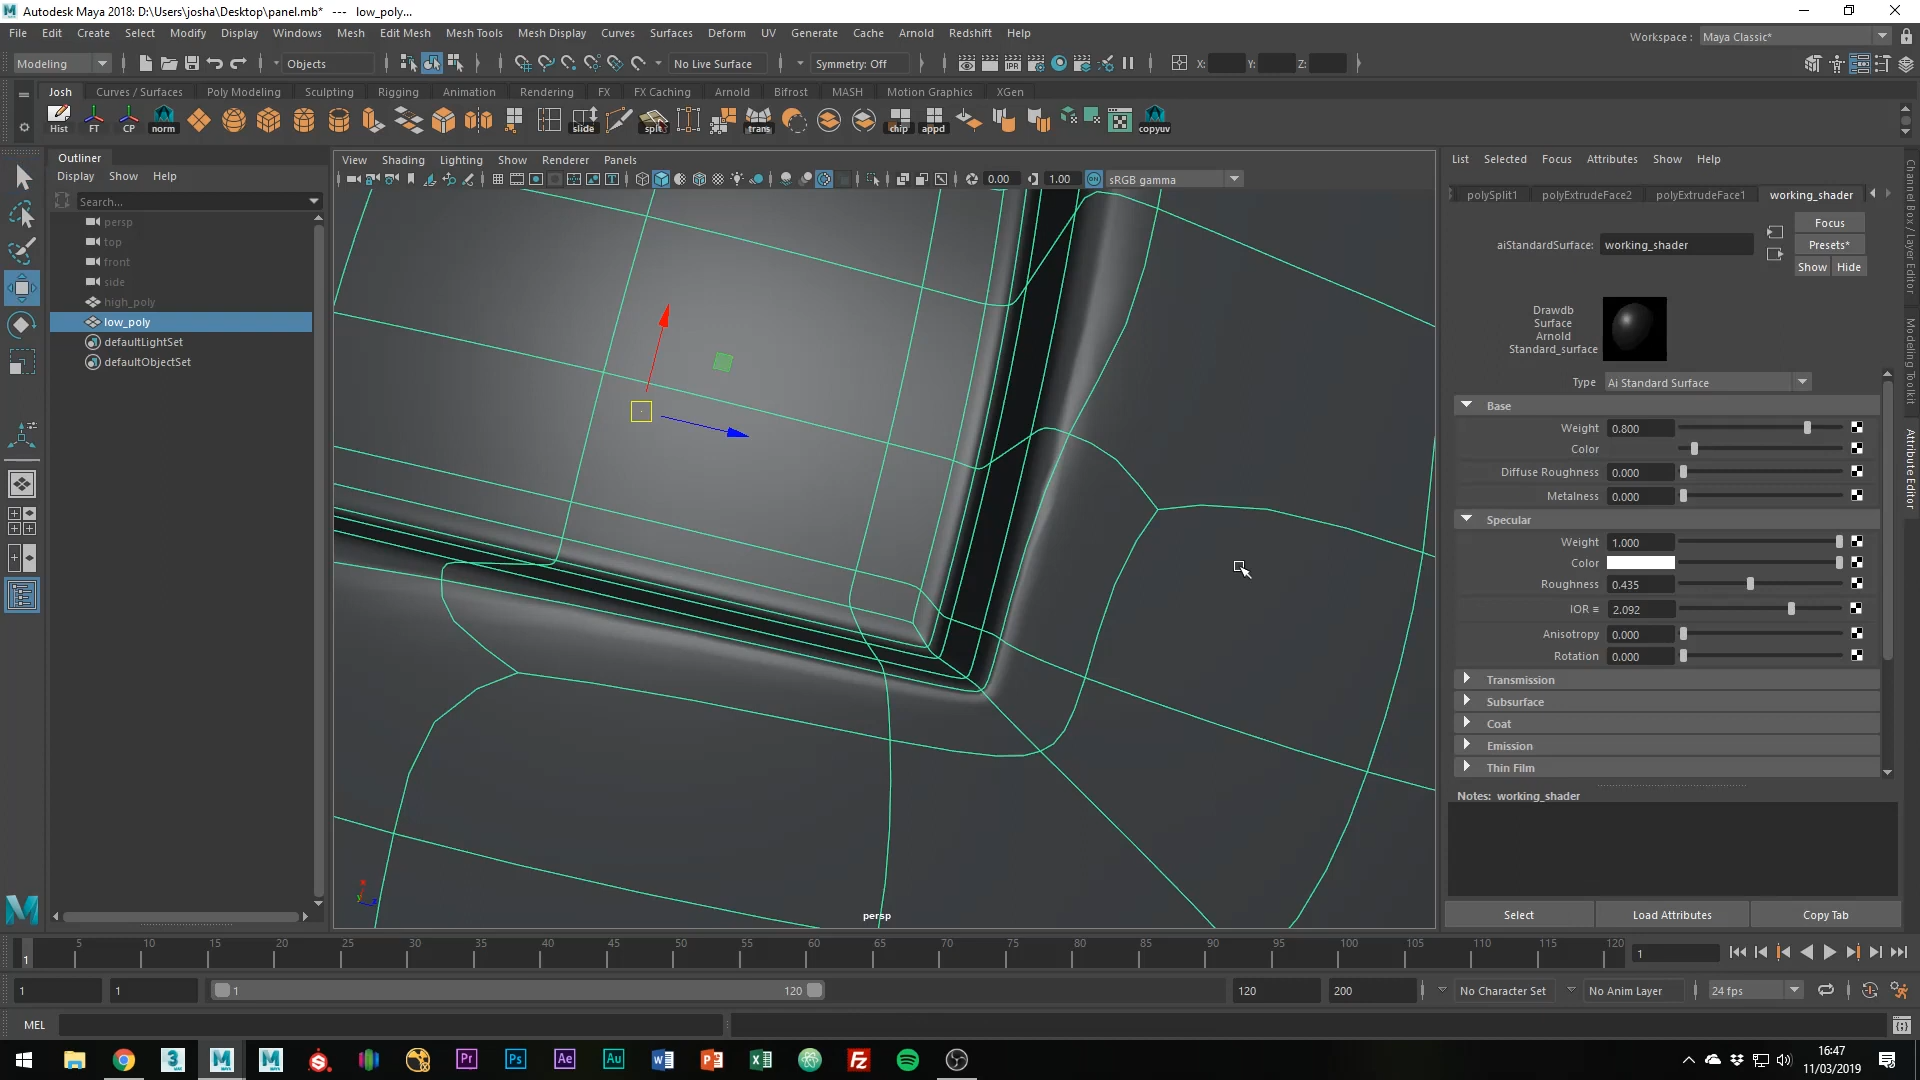 Autodesk Maya 2018: D:\Users\josha\Desktop\panel.mb* --- low_poly...
File Edit Create Select Modify Display Windows Mesh Edit Mesh Mesh Tools Mesh Display Curves Surfaces Deform UV Generate Cache Arnold Redshift Help
Workspace : Maya Classic*
Modeling Objects No Live Surface Symmetry: Off X: Y: Z:
Josh Curves / Surfaces Poly Modeling Sculpting Rigging Animation Rendering FX FX Caching Arnold Bifrost MASH Motion Graphics XGen
Hist FT CP norm slide split trans chip appd copyuv
Outliner
Display Show Help
Search...
persp
top
front
side
high_poly
low_poly
defaultLightSet
defaultObjectSet
View Shading Lighting Show Renderer Panels
0.00 1.00 ON sRGB gamma
persp
List Selected Focus Attributes Show Help
polySplit1 polyExtrudeFace2 polyExtrudeFace1 working_shader
Focus
aiStandardSurface: working_shader Presets*
Show Hide
Drawdb
Surface
Arnold
Standard_surface
Type Ai Standard Surface
Base
Weight 0.800
Color
Diffuse Roughness 0.000
Metalness 0.000
Specular
Weight 1.000
Color
Roughness 0.435
IOR ≡ 2.092
Anisotropy 0.000
Rotation 0.000
Transmission
Subsurface
Coat
Emission
Thin Film
Notes: working_shader
Select Load Attributes Copy Tab
Channel Box / Layer Editor
Modeling Toolkit
Attribute Editor
1 5 10 15 20 25 30 35 40 45 50 55 60 65 70 75 80 85 90 95 100 105 110 115 120 1
1 1 1 120 120 200 No Character Set No Anim Layer 24 fps
MEL
16:47
11/03/2019